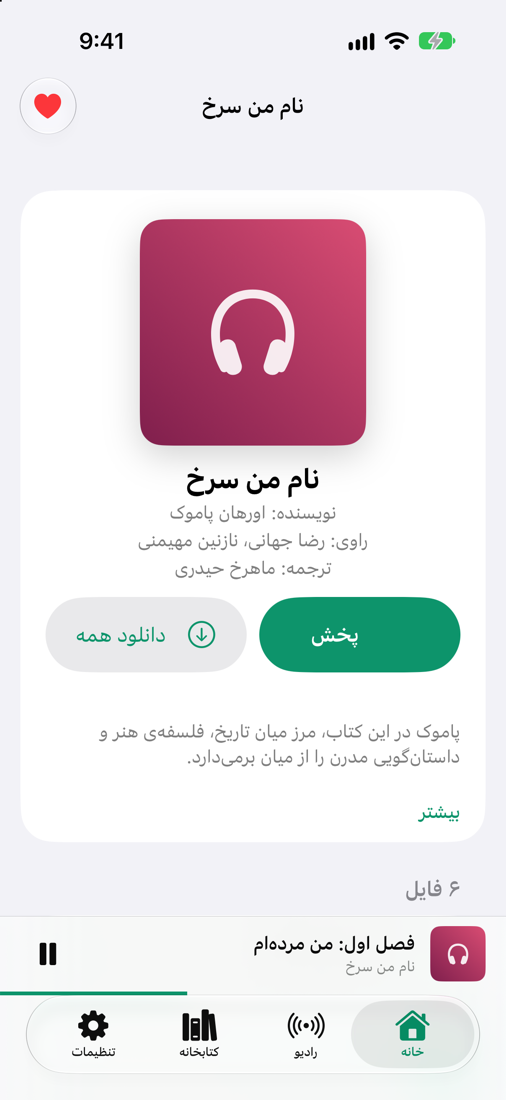 9:41
نام من سرخ
نام من سرخ
نویسنده: اورهان پاموک
راوی: رضا جهانی، نازنین مهیمنی
ترجمه: ماهرخ حیدری
پخش
دانلود همه
پاموک در این کتاب، مرز میان تاریخ، فلسفه‌ی هنر و
داستان‌گویی مدرن را از میان برمی‌دارد.
بیشتر
۶ فایل
فصل اول: من مرده‌ام
نام من سرخ
خانه
رادیو
کتابخانه
تنظیمات